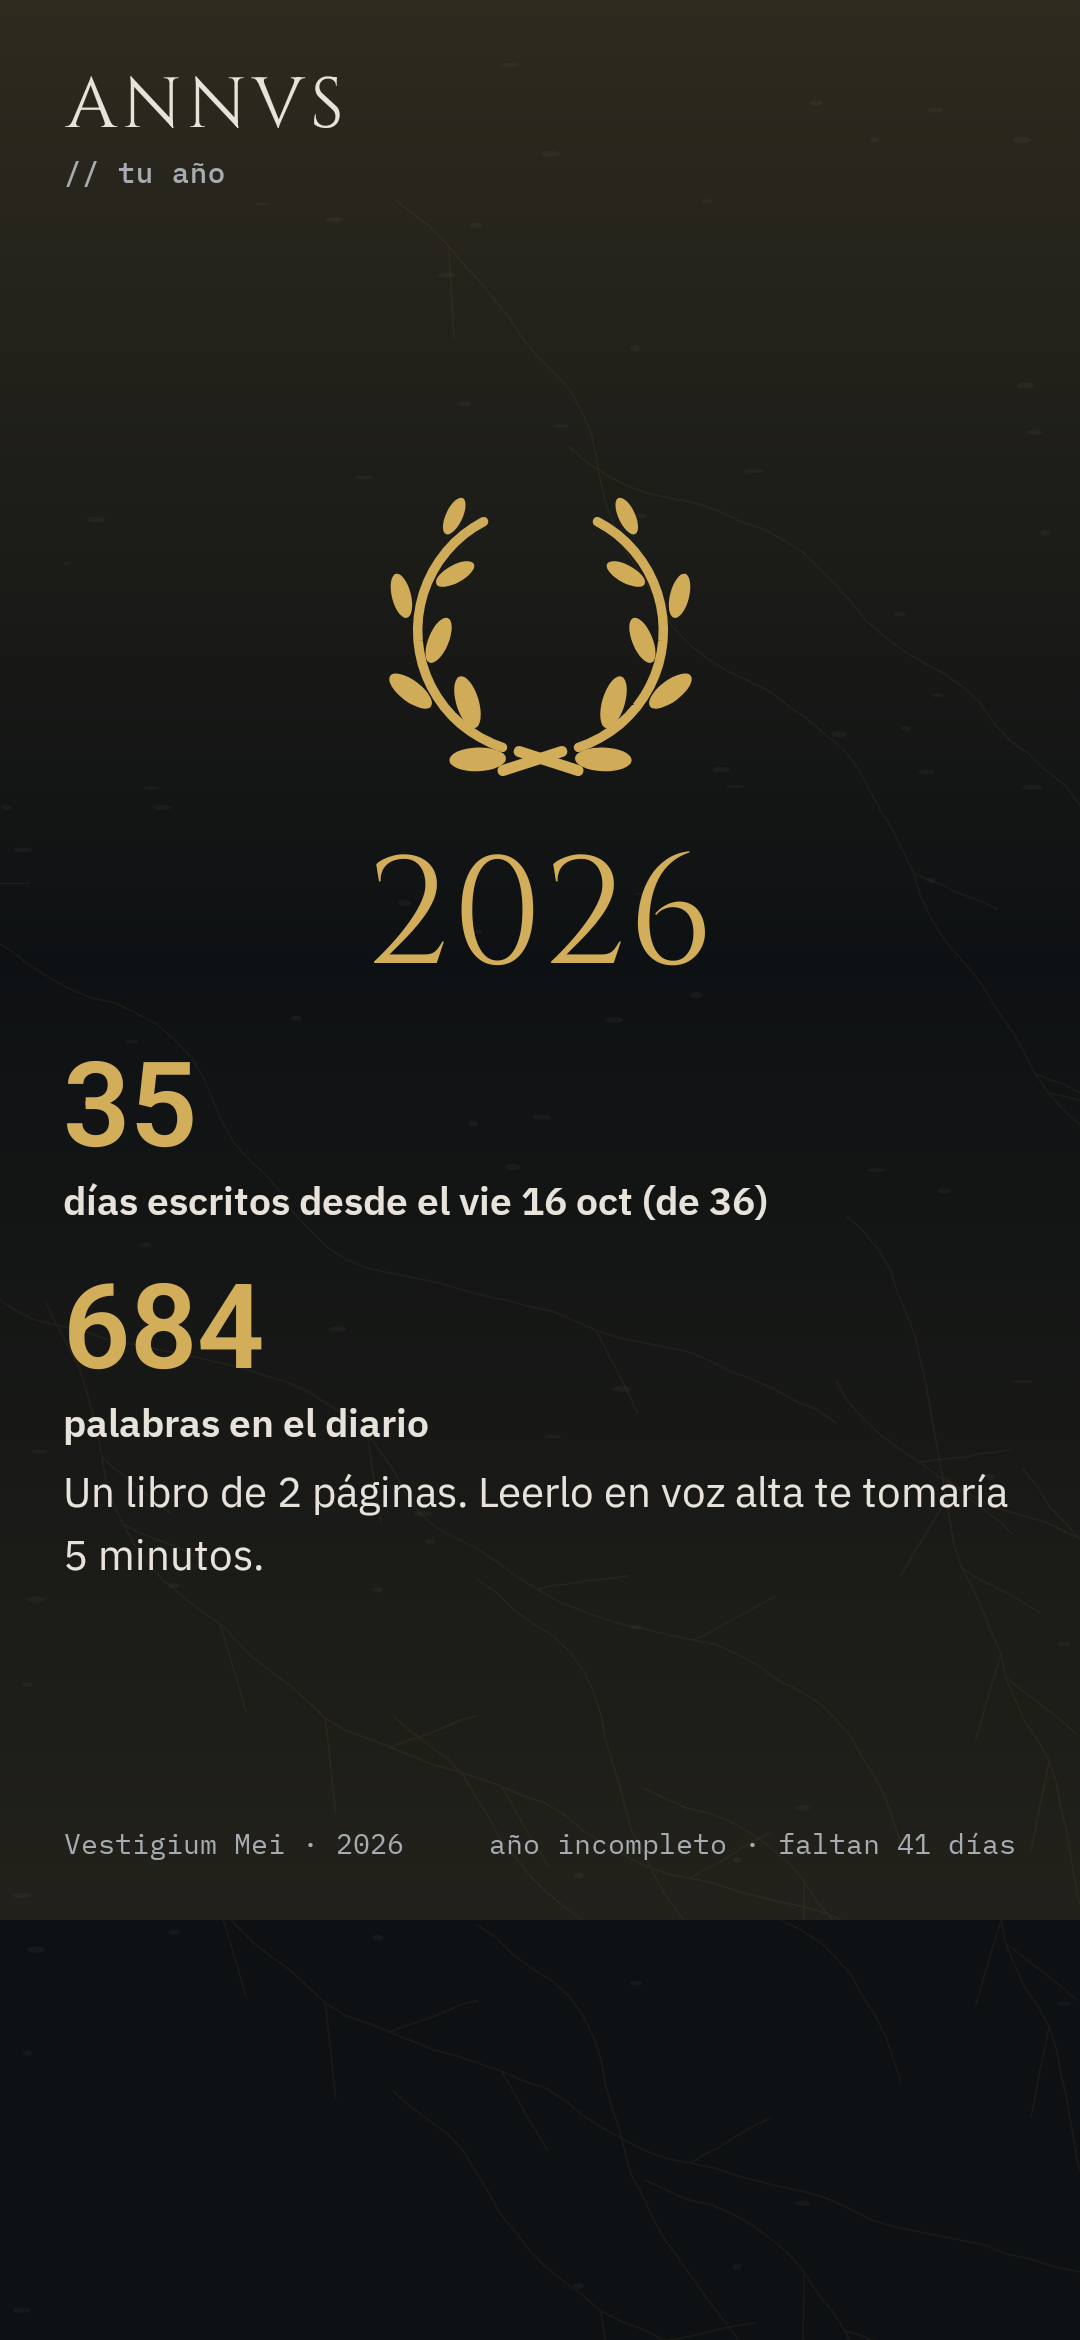 ANNVS
// tu año
2026
35
días escritos desde el vie 16 oct (de 36)
684
palabras en el diario
Un libro de 2 páginas. Leerlo en voz alta te tomaría
5 minutos.
Vestigium Mei · 2026 año incompleto · faltan 41 días